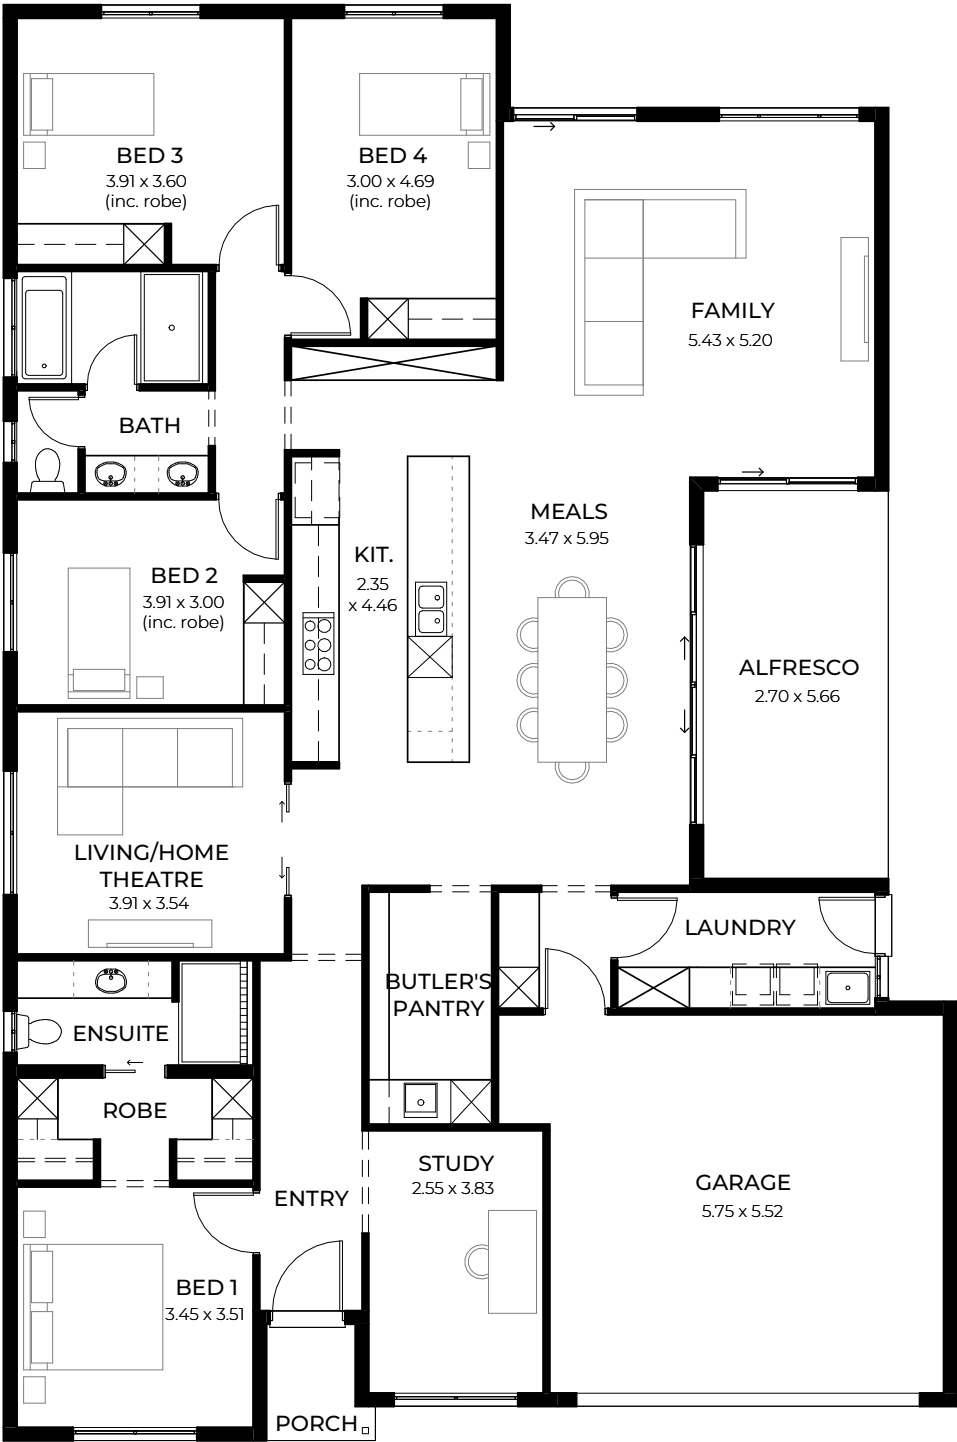 BED 3
3.91 x 3.60
(inc. robe)
BED 4
3.00 x 4.69
(inc. robe)
FAMILY
5.43 x 5.20
BATH
MEALS
3.47 x 5.95
KIT.
2.35
x 4.46
BED 2
3.91 x 3.00
(inc. robe)
ALFRESCO
2.70 x 5.66
LIVING/HOME
THEATRE
3.91 x 3.54
LAUNDRY
BUTLER'S
PANTRY
ENSUITE
ROBE
STUDY
2.55 x 3.83
GARAGE
5.75 x 5.52
ENTRY
BED 1
3.45 x 3.51
PORCH